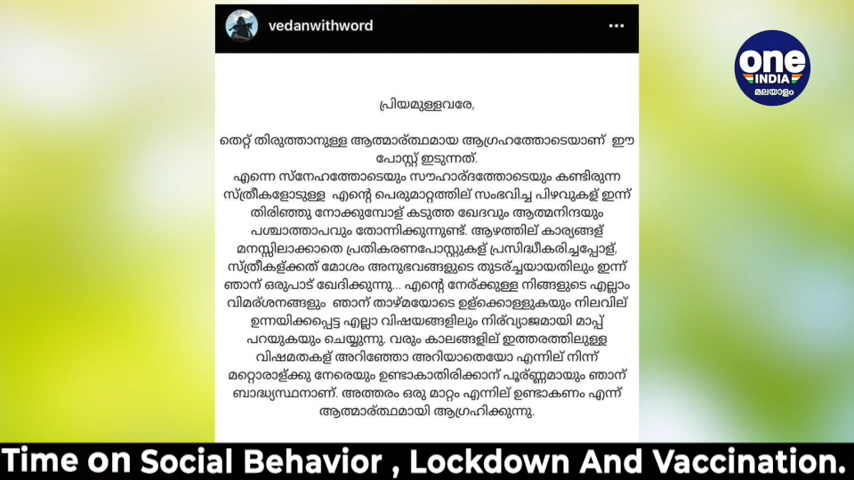 vedanwithword
one
INDIA
മലയാളം
പ്രിയമുള്ളവരേ,
തെറ്റ് തിരുത്താനുള്ള ആത്മാര്ത്ഥമായ ആഗ്രഹത്തോടെയാണ് ഈ
പോസ്റ്റ് ഇടുന്നത്.
എന്നെ സ്നേഹത്തോടെയും സൗഹാര്ദത്തോടെയും കണ്ടിരുന്ന
സ്ത്രീകളോടുള്ള എന്റെ പെരുമാറ്റത്തില് സംഭവിച്ച പിഴവുകള് ഇന്ന്
തിരിഞ്ഞു നോക്കുമ്പോള് കടുത്ത ഖേദവും ആത്മനിന്ദയും
പശ്ചാത്താപവും തോന്നിക്കുന്നുണ്ട്. ആഴത്തില് കാര്യങ്ങള്
മനസ്സിലാക്കാതെ പ്രതികരണപോസ്റ്റുകള് പ്രസിദ്ധീകരിച്ചപ്പോള്,
സ്ത്രീകള്ക്കത് മോശം അനുഭവങ്ങളുടെ തുടര്ച്ചയായതിലും ഇന്ന്
ഞാന് ഒരുപാട് ഖേദിക്കുന്നു... എന്റെ നേര്ക്കുള്ള നിങ്ങളുടെ എല്ലാം
വിമര്ശനങ്ങളും ഞാന് താഴ്മയോടെ ഉള്ക്കൊള്ളുകയും നിലവില്
ഉന്നയിക്കപ്പെട്ട എല്ലാ വിഷയങ്ങളിലും നിര്വ്യാജമായി മാപ്പ്
പറയുകയും ചെയ്യുന്നു. വരും കാലങ്ങളില് ഇത്തരത്തിലുള്ള
വിഷമതകള് അറിഞ്ഞോ അറിയാതെയോ എന്നില് നിന്ന്
മറ്റൊരാള്ക്കു നേരെയും ഉണ്ടാകാതിരിക്കാന് പൂര്ണ്ണമായും ഞാന്
ബാദ്ധ്യസ്ഥനാണ്. അത്തരം ഒരു മാറ്റം എന്നില് ഉണ്ടാകണം എന്ന്
ആത്മാര്ത്ഥമായി ആഗ്രഹിക്കുന്നു.
Time on Social Behavior , Lockdown And Vaccination.